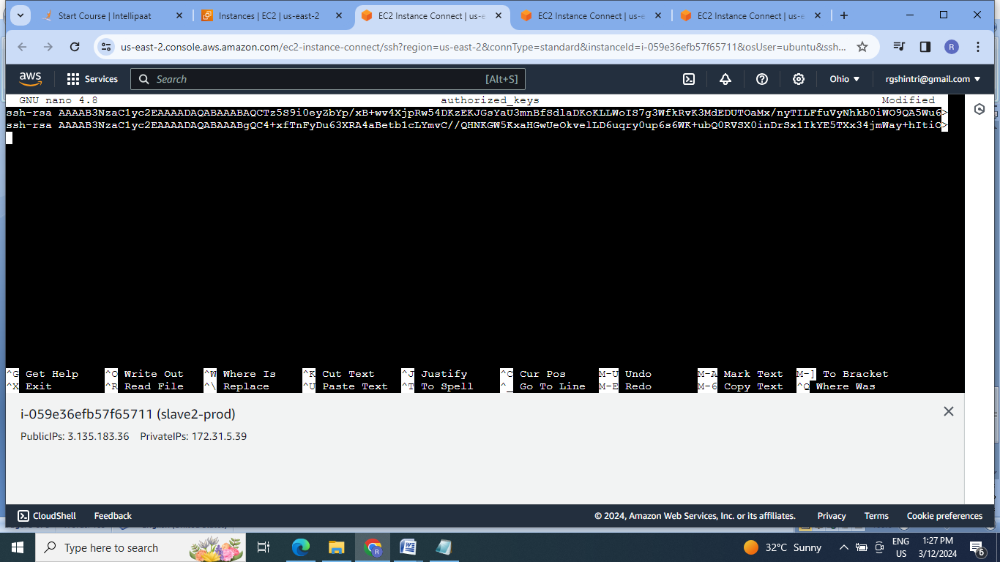 Start Course | Intellipaat
Instances | EC2 | us-east-2
EC2 Instance Connect | us-e
EC2 Instance Connect | us-e
EC2 Instance Connect | us-e
us-east-2.console.aws.amazon.com/ec2-instance-connect/ssh?region=us-east-2&connType=standard&instanceId=i-059e36efb57f65711&osUser=ubuntu&ssh...
R
aws
Services
Search
[Alt+S]
Ohio
rgshintri@gmail.com
GNU nano 4.8 authorized_keys Modified
ssh-rsa AAAAB3NzaC1yc2EAAAADAQABAAABAQCTz5S9i0eyZbYp/xB+wv4XjpRw54DKzEKJGsYaU3mnBfSdlaDKoKLLWoIS7g3WfkRvK3MdEDUTOaMx/nyTILFfuVyNhkb0iWO9QA5Wu6>
ssh-rsa AAAAB3NzaC1yc2EAAAADAQABAAABgQC4+xfTnFyDu63XRA4aBetb1cLYmvC//QHNKGW5KxaHGwUeOkvelLD6uqry0up6s6WK+ubQ0RVSX0inDrSx1IkYE5TXx34jmWay+hItiO>
^G Get Help ^O Write Out ^W Where Is ^K Cut Text ^J Justify ^C Cur Pos M-U Undo M-A Mark Text M-] To Bracket
^X Exit ^R Read File ^\ Replace ^U Paste Text ^T To Spell ^_ Go To Line M-E Redo M-6 Copy Text ^Q Where Was
i-059e36efb57f65711 (slave2-prod)
PublicIPs: 3.135.183.36 PrivateIPs: 172.31.5.39
CloudShell Feedback © 2024, Amazon Web Services, Inc. or its affiliates. Privacy Terms Cookie preferences
Type here to search
32°C Sunny
ENG
US
1:27 PM
3/12/2024
6